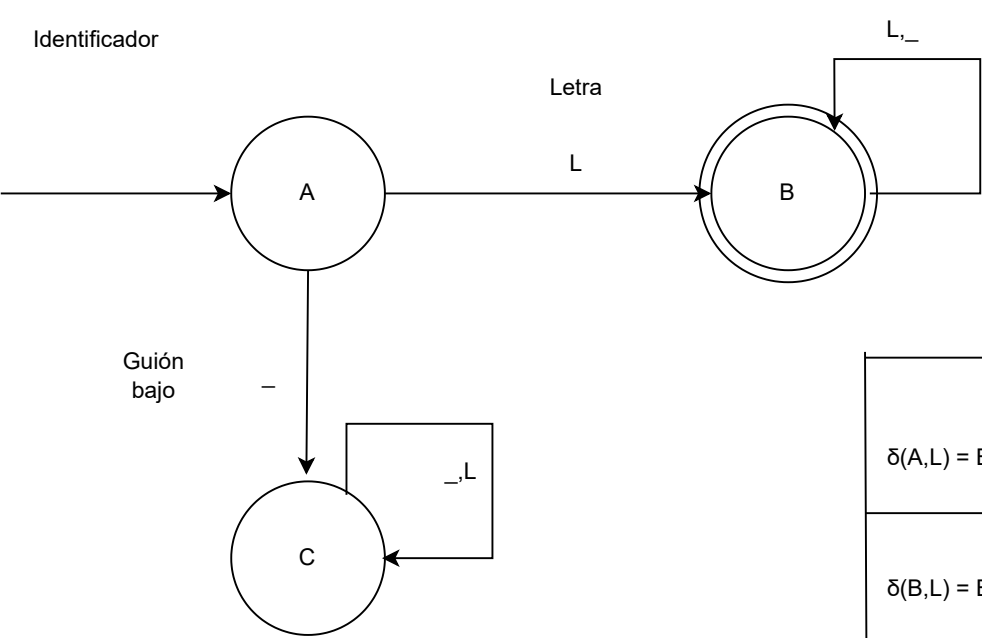 Identificador
L,_
Letra
L
A
B
Guión
bajo
_
_,L
δ(A,L) =
C
δ(B,L) =